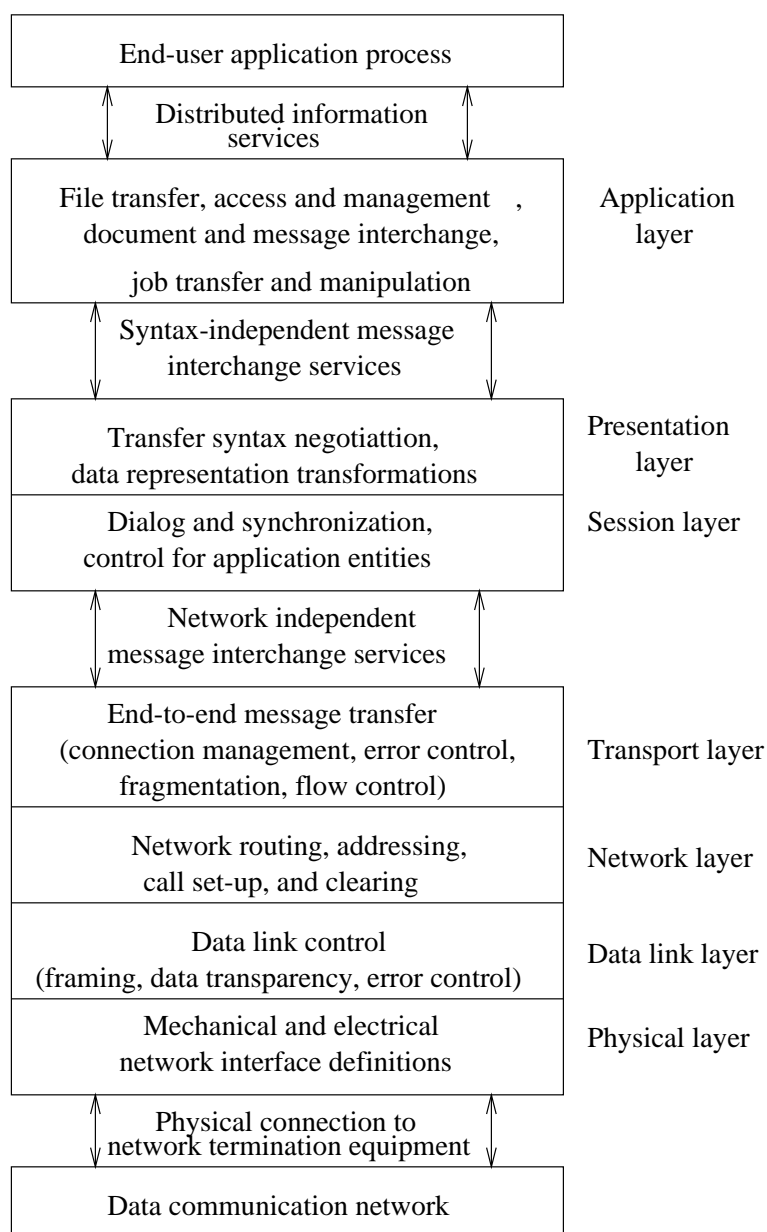 End-user application process
Distributed information
services
File transfer, access and management ,
document and message interchange,
job transfer and manipulation
Application
layer
Syntax-independent message
interchange services
Transfer syntax negotiattion,
data representation transformations
Presentation
layer
Dialog and synchronization,
control for application entities
Session layer
Network independent
message interchange services
End-to-end message transfer
(connection management, error control,
fragmentation, flow control)
Transport layer
Network routing, addressing,
call set-up, and clearing
Network layer
Data link control
(framing, data transparency, error control)
Data link layer
Mechanical and electrical
network interface definitions
Physical layer
Physical connection to
network termination equipment
Data communication network